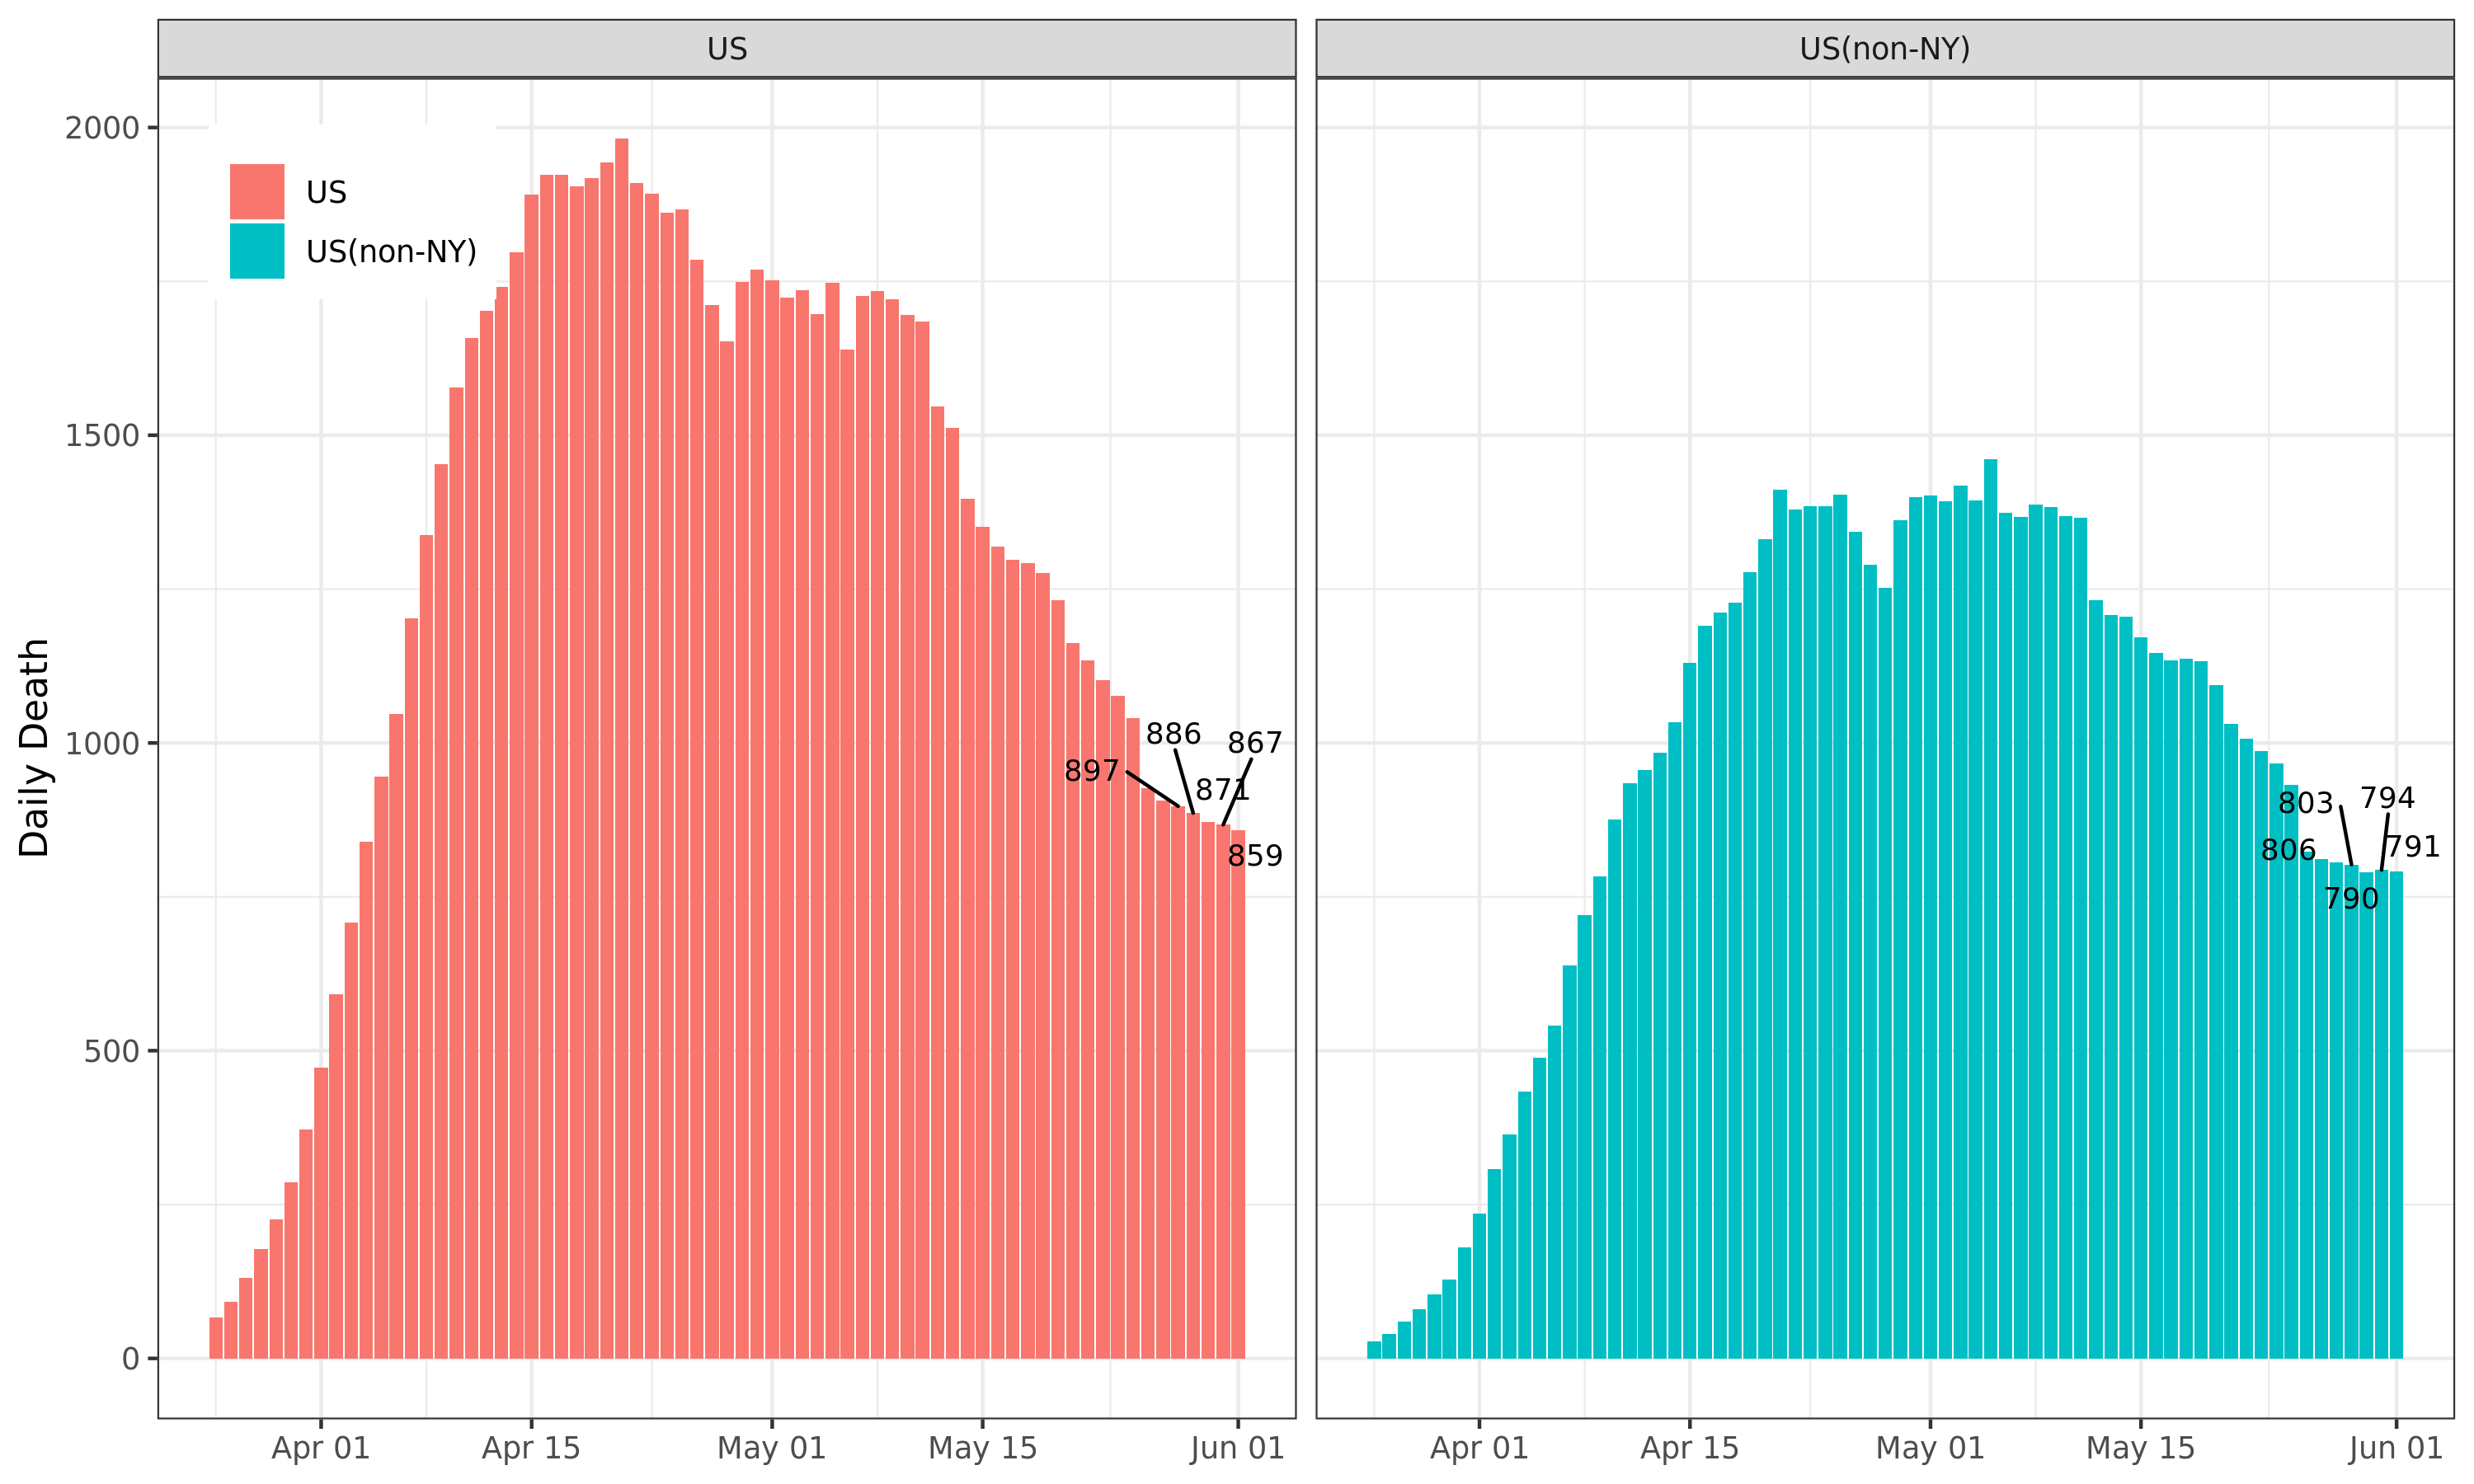 US
US(non-NY)
Daily Death
2000
1500
1000
500
0
US
US(non-NY)
886
867
897
871
859
794
803
791
806
790
Apr 01
Apr 15
May 01
May 15
Jun 01
Apr 01
Apr 15
May 01
May 15
Jun 01